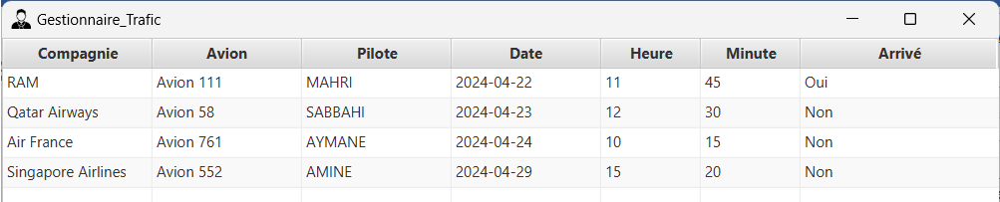 Gestionnaire_Trafic
Compagnie Avion Pilote Date Heure Minute Arrivé
RAM Avion 111 MAHRI 2024-04-22 11 45 Oui
Qatar Airways Avion 58 SABBAHI 2024-04-23 12 30 Non
Air France Avion 761 AYMANE 2024-04-24 10 15 Non
Singapore Airlines Avion 552 AMINE 2024-04-29 15 20 Non